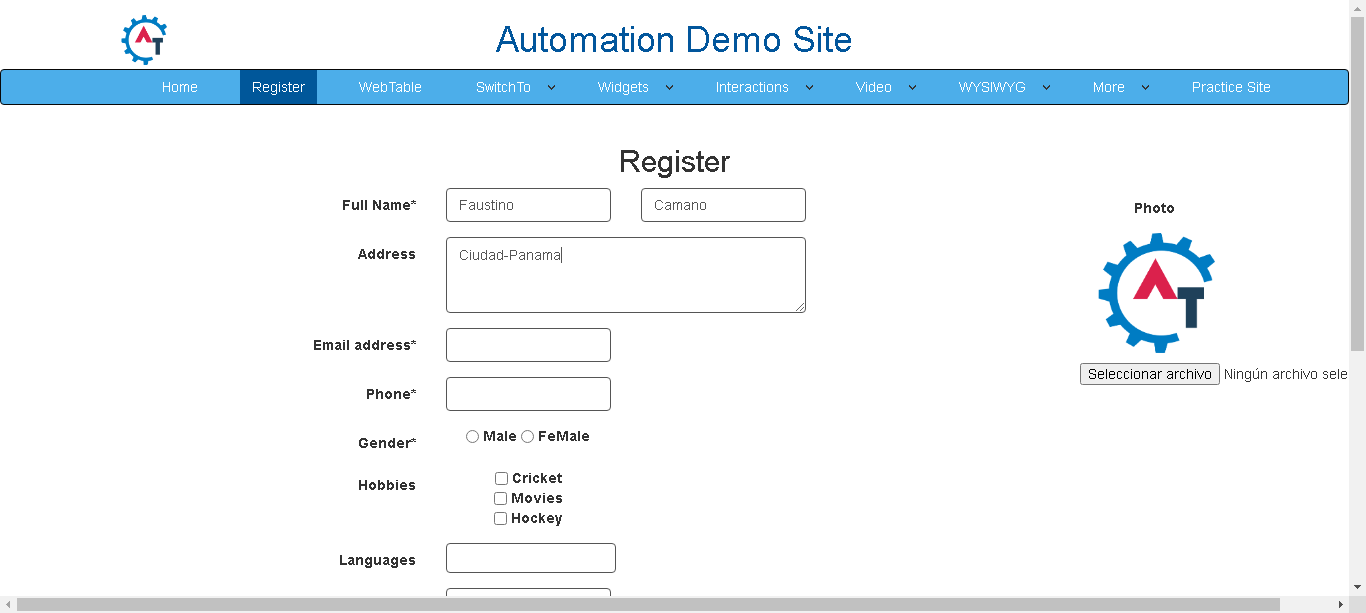 Automation Demo Site
Home Register WebTable SwitchTo Widgets Interactions Video WYSIWYG More Practice Site
Register
Full Name* Faustino Camano
Photo
Address Ciudad-Panama
AT
Email address*
Seleccionar archivo Ningún archivo sele
Phone*
Gender* Male FeMale
Hobbies
Cricket
Movies
Hockey
Languages